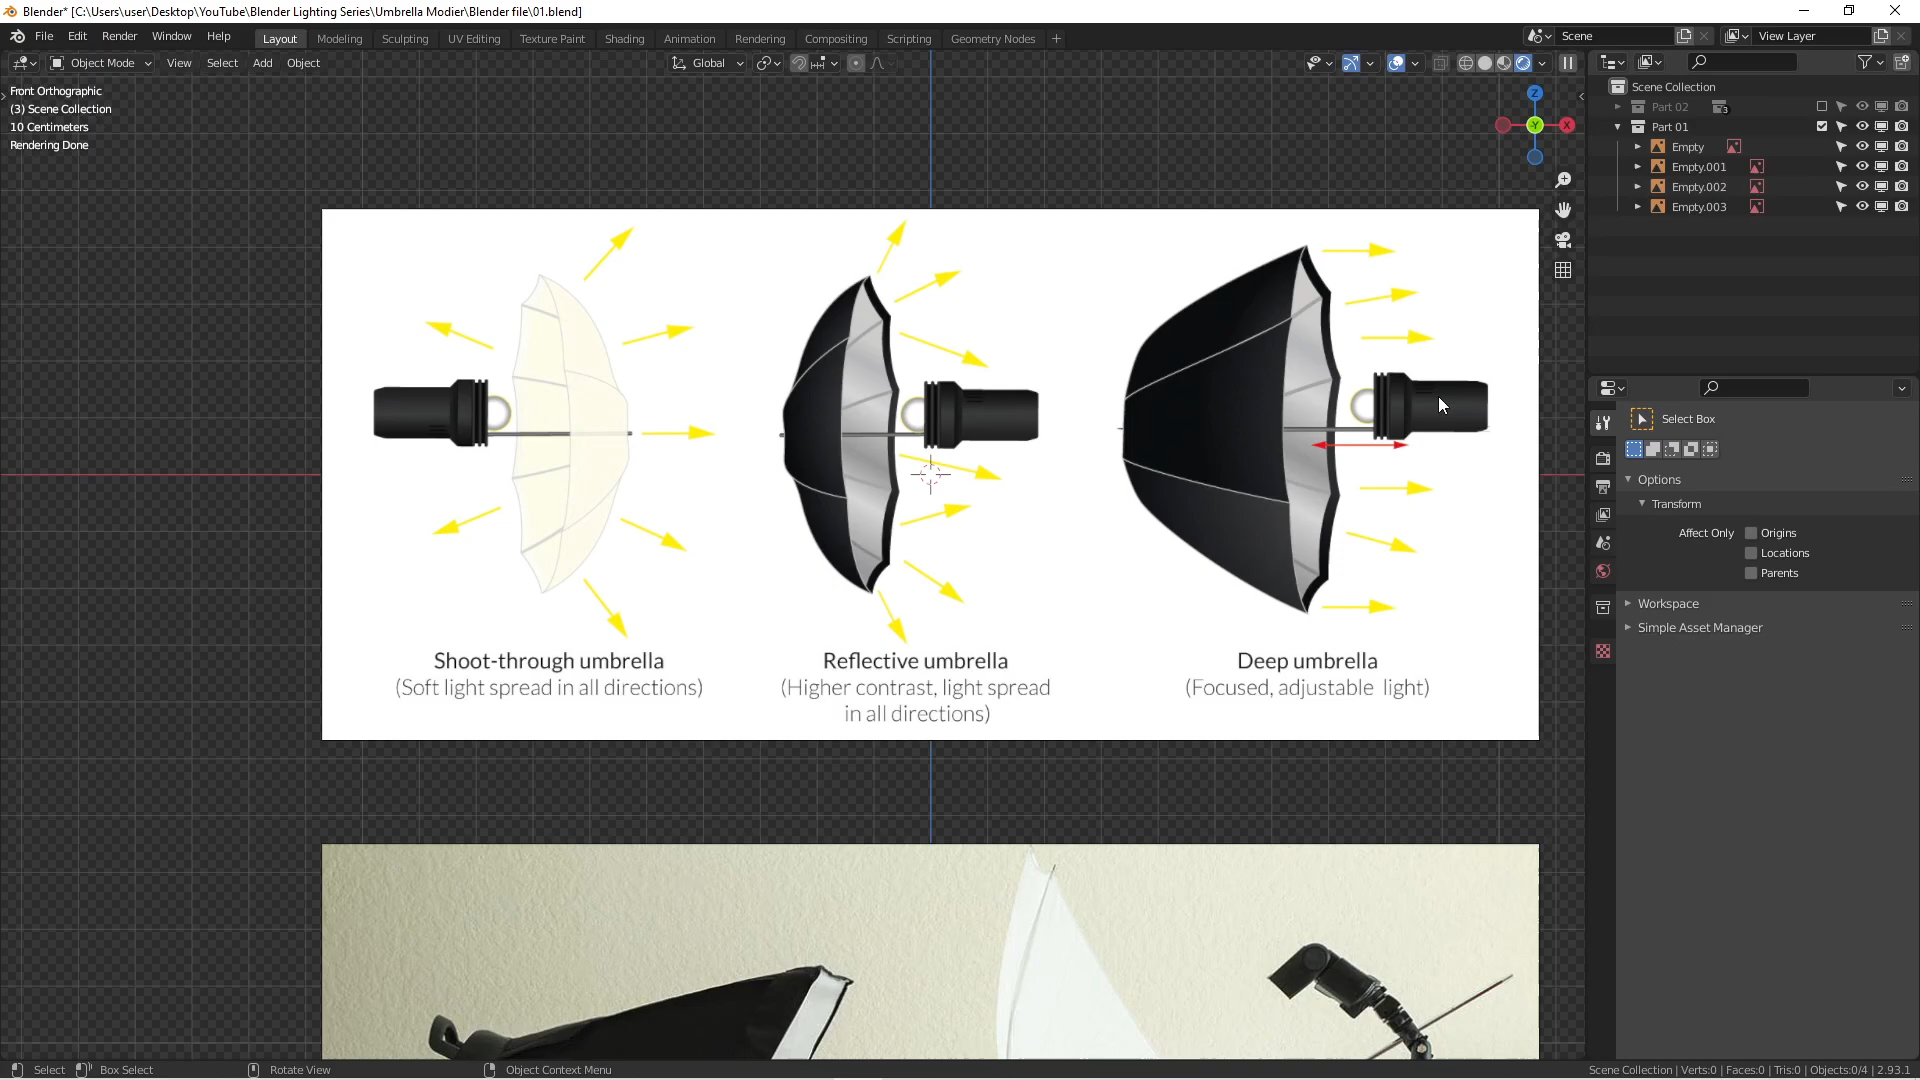 Blender* [C:\Users\user\Desktop\YouTube\Blender Lighting Series\Umbrella Modier\Blender file\01.blend]
File Edit Render Window Help Layout Modeling Sculpting UV Editing Texture Paint Shading Animation Rendering Compositing Scripting Geometry Nodes + Scene View Layer
Object Mode View Select Add Object Global
Front Orthographic
(3) Scene Collection
10 Centimeters
Rendering Done
Z
-Y
X
Shoot-through umbrella
(Soft light spread in all directions)
Reflective umbrella
(Higher contrast, light spread
in all directions)
Deep umbrella
(Focused, adjustable light)
Scene Collection
Part 02 3
Part 01
Empty
Empty.001
Empty.002
Empty.003
Select Box
Options
Transform
Affect Only Origins
Locations
Parents
Workspace
Simple Asset Manager
Select Box Select Rotate View Object Context Menu Scene Collection | Verts:0 | Faces:0 | Tris:0 | Objects:0/4 | 2.93.1